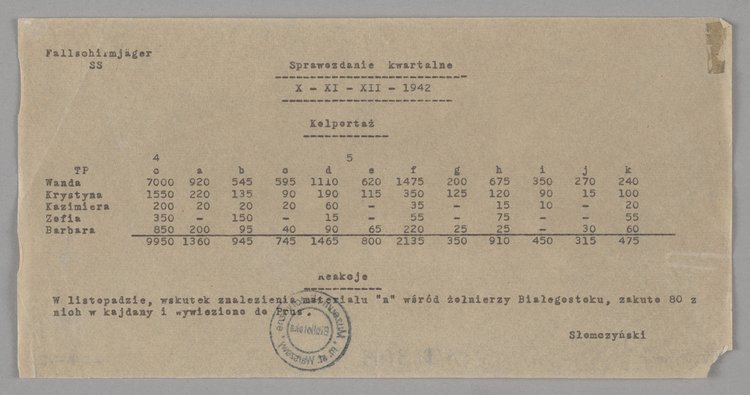 Fallschirmjäger
SS
Sprawozdanie kwartalne
X - XI - XII - 1942
Kolportaż
4 5
TP c a b c d e f g h i j k
Wanda 7000 920 545 595 1110 620 1475 200 675 350 270 240
Krystyna 1550 220 135 90 190 115 350 125 120 90 15 100
Kazimiera 200 20 20 20 60 - 35 - 15 10 - 20
Zofia 350 - 150 - 15 - 55 - 75 - - 55
Barbara 850 200 95 40 90 65 220 25 25 - 30 60
9950 1360 945 745 1465 800 2135 350 910 450 315 475
Reakcje
W listopadzie, wskutek znalezienia materiału "n" wśród żołnierzy Białegostoku, zakuto 80 z
nich w kajdany i wywieziono do Prus.
Słomczyński